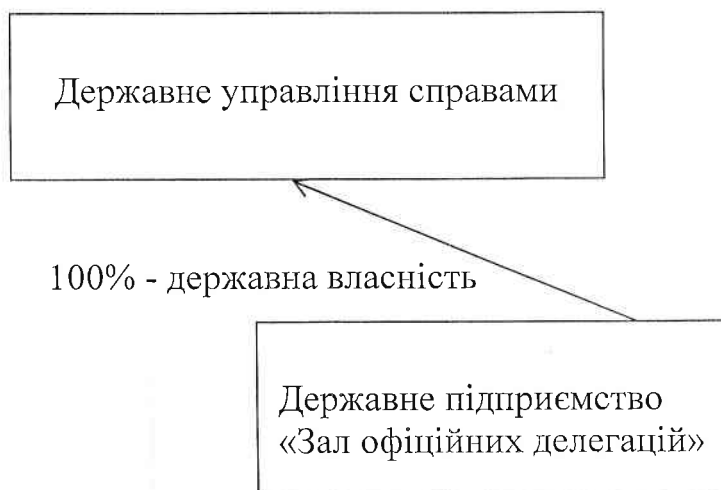 Державне управління справами
100% - державна власність
Державне підприємство
«Зал офіційних делегацій»